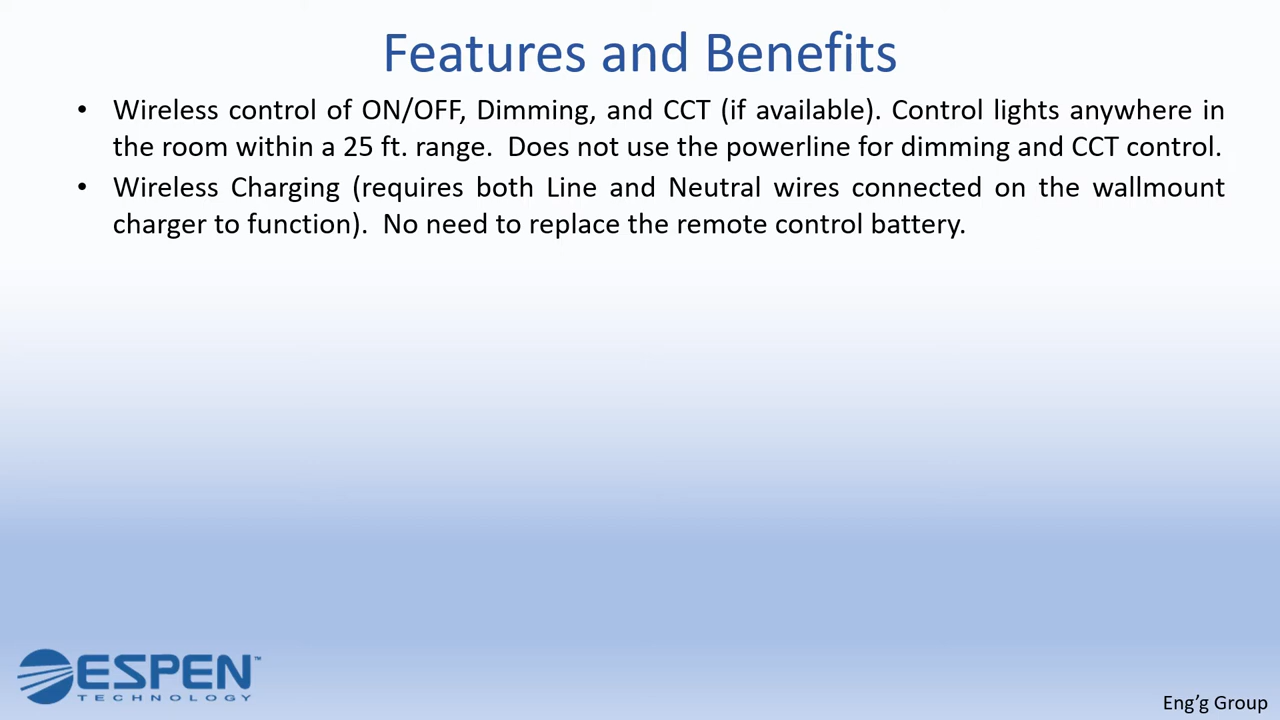 Features and Benefits
• Wireless control of ON/OFF, Dimming, and CCT (if available). Control lights anywhere in
the room within a 25 ft. range.  Does not use the powerline for dimming and CCT control.
• Wireless Charging (requires both Line and Neutral wires connected on the wallmount
charger to function).  No need to replace the remote control battery.
ESPEN™
TECHNOLOGY
Eng’g Group